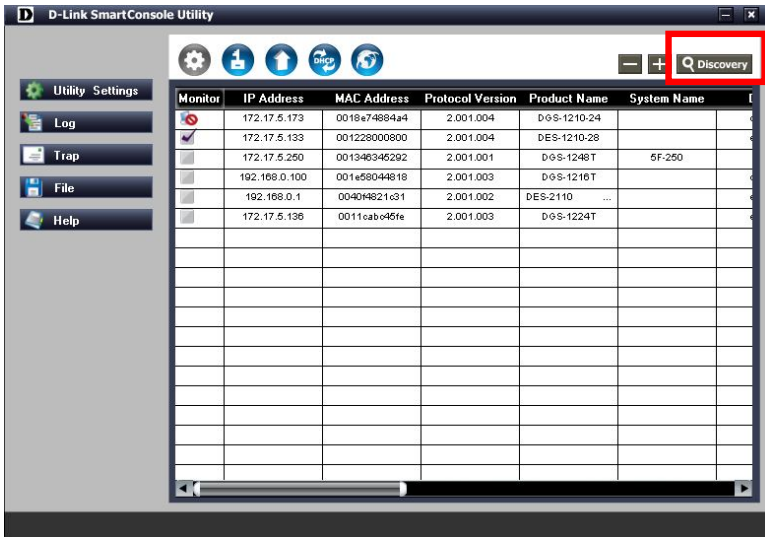 D D-Link SmartConsole Utility
DHCP
Discovery
Utility Settings
Log
Trap
File
Help
Monitor IP Address MAC Address Protocol Version Product Name System Name
172.17.5.173 0018e74884a4 2.001.004 DGS-1210-24
172.17.5.133 001228000800 2.001.004 DES-1210-28
172.17.5.250 001346345292 2.001.001 DGS-1248T 5F-250
192.168.0.100 001e58044818 2.001.003 DGS-1216T
192.168.0.1 0040f4821c31 2.001.002 DES-2110 ...
172.17.5.136 0011cabc45fe 2.001.003 DGS-1224T